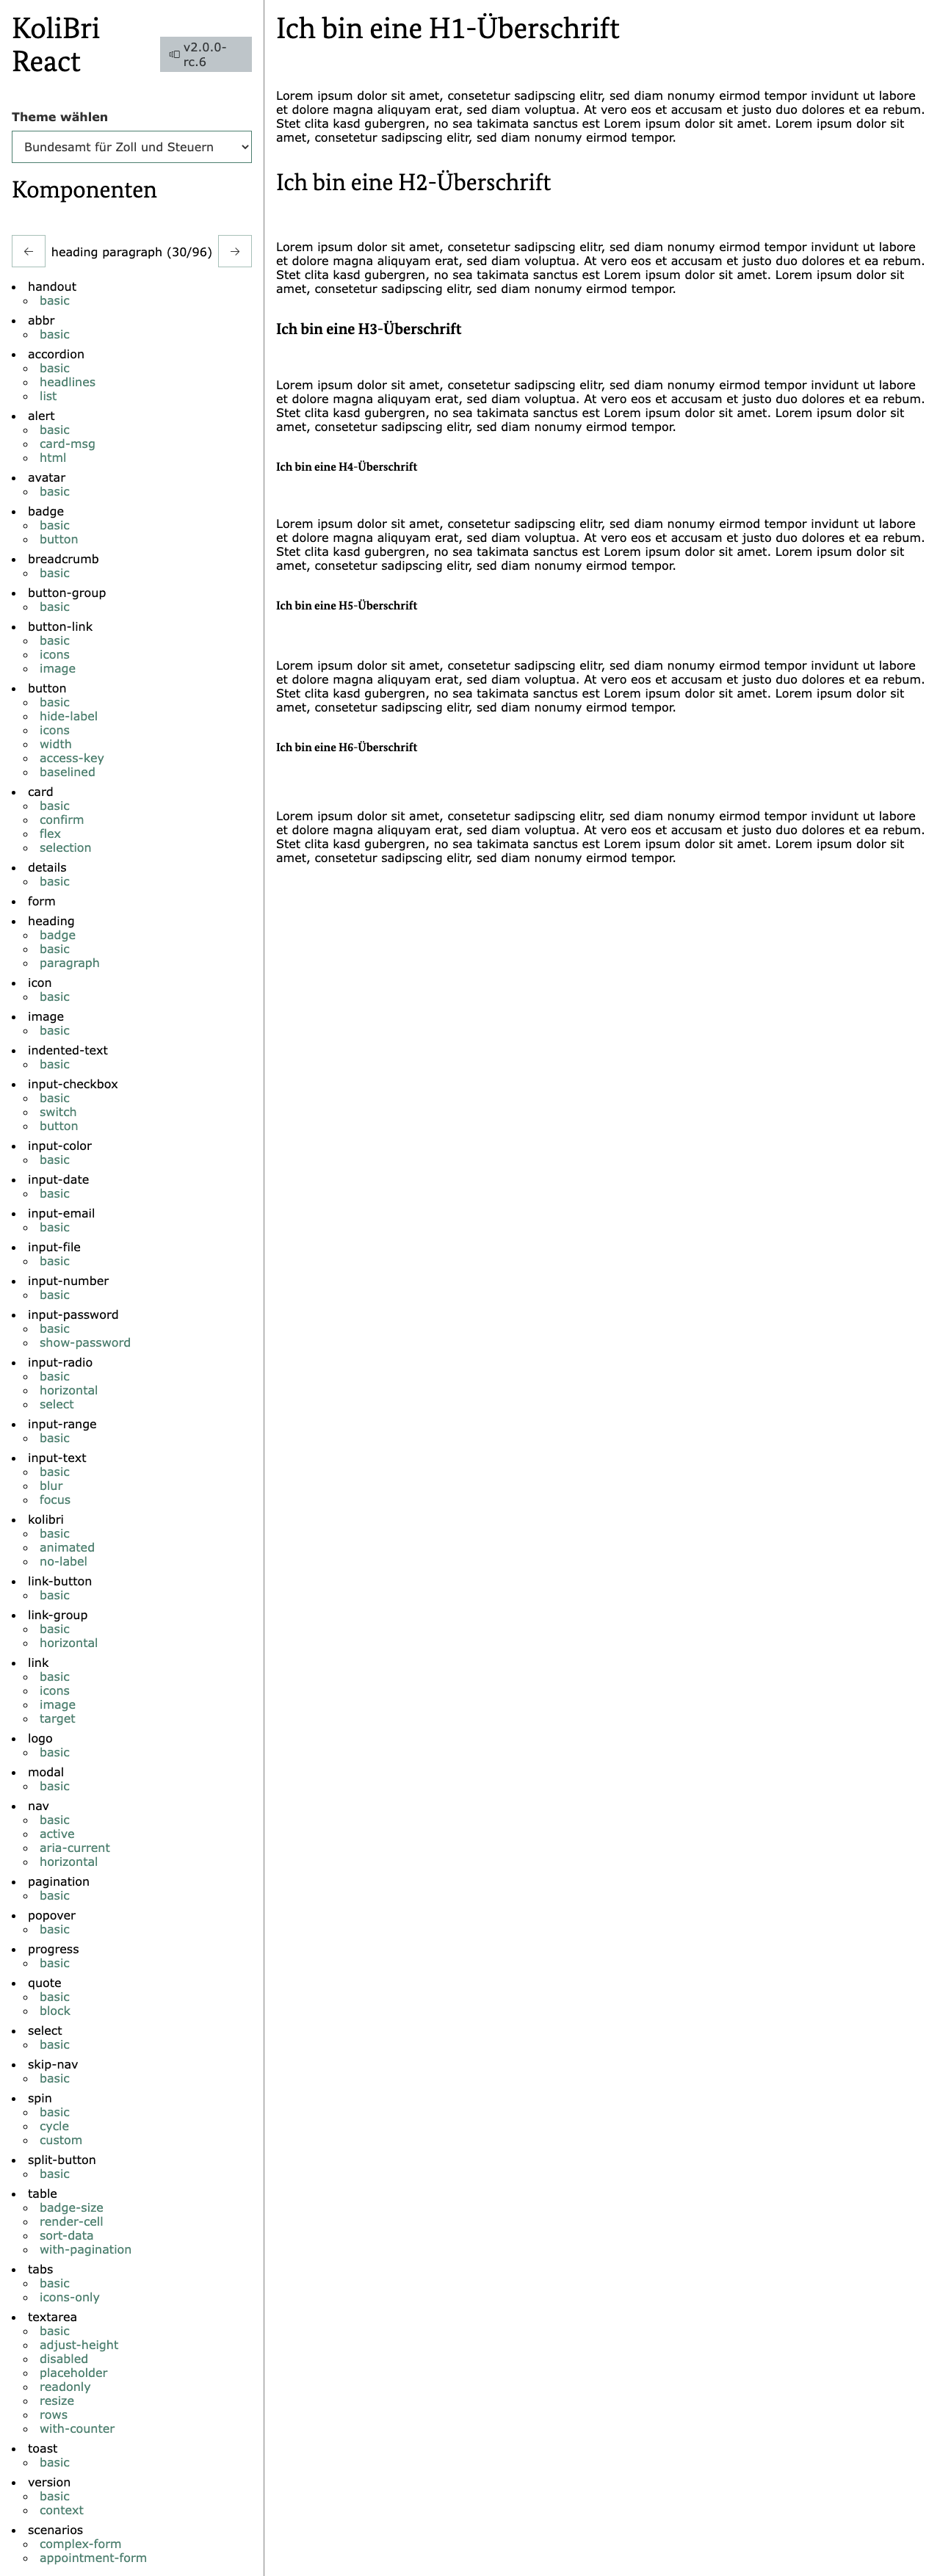 KoliBri
React
v2.0.0-
rc.6
Theme wählen
Bundesamt für Zoll und Steuern
Komponenten
← heading paragraph (30/96) →
handout
basic
abbr
basic
accordion
basic
headlines
list
alert
basic
card-msg
html
avatar
basic
badge
basic
button
breadcrumb
basic
button-group
basic
button-link
basic
icons
image
button
basic
hide-label
icons
width
access-key
baselined
card
basic
confirm
flex
selection
details
basic
form
heading
badge
basic
paragraph
icon
basic
image
basic
indented-text
basic
input-checkbox
basic
switch
button
input-color
basic
input-date
basic
input-email
basic
input-file
basic
input-number
basic
input-password
basic
show-password
input-radio
basic
horizontal
select
input-range
basic
input-text
basic
blur
focus
kolibri
basic
animated
no-label
link-button
basic
link-group
basic
horizontal
link
basic
icons
image
target
logo
basic
modal
basic
nav
basic
active
aria-current
horizontal
pagination
basic
popover
basic
progress
basic
quote
basic
block
select
basic
skip-nav
basic
spin
basic
cycle
custom
split-button
basic
table
badge-size
render-cell
sort-data
with-pagination
tabs
basic
icons-only
textarea
basic
adjust-height
disabled
placeholder
readonly
resize
rows
with-counter
toast
basic
version
basic
context
scenarios
complex-form
appointment-form
Ich bin eine H1-Überschrift
Lorem ipsum dolor sit amet, consetetur sadipscing elitr, sed diam nonumy eirmod tempor invidunt ut labore
et dolore magna aliquyam erat, sed diam voluptua. At vero eos et accusam et justo duo dolores et ea rebum.
Stet clita kasd gubergren, no sea takimata sanctus est Lorem ipsum dolor sit amet. Lorem ipsum dolor sit
amet, consetetur sadipscing elitr, sed diam nonumy eirmod tempor.
Ich bin eine H2-Überschrift
Lorem ipsum dolor sit amet, consetetur sadipscing elitr, sed diam nonumy eirmod tempor invidunt ut labore
et dolore magna aliquyam erat, sed diam voluptua. At vero eos et accusam et justo duo dolores et ea rebum.
Stet clita kasd gubergren, no sea takimata sanctus est Lorem ipsum dolor sit amet. Lorem ipsum dolor sit
amet, consetetur sadipscing elitr, sed diam nonumy eirmod tempor.
Ich bin eine H3-Überschrift
Lorem ipsum dolor sit amet, consetetur sadipscing elitr, sed diam nonumy eirmod tempor invidunt ut labore
et dolore magna aliquyam erat, sed diam voluptua. At vero eos et accusam et justo duo dolores et ea rebum.
Stet clita kasd gubergren, no sea takimata sanctus est Lorem ipsum dolor sit amet. Lorem ipsum dolor sit
amet, consetetur sadipscing elitr, sed diam nonumy eirmod tempor.
Ich bin eine H4-Überschrift
Lorem ipsum dolor sit amet, consetetur sadipscing elitr, sed diam nonumy eirmod tempor invidunt ut labore
et dolore magna aliquyam erat, sed diam voluptua. At vero eos et accusam et justo duo dolores et ea rebum.
Stet clita kasd gubergren, no sea takimata sanctus est Lorem ipsum dolor sit amet. Lorem ipsum dolor sit
amet, consetetur sadipscing elitr, sed diam nonumy eirmod tempor.
Ich bin eine H5-Überschrift
Lorem ipsum dolor sit amet, consetetur sadipscing elitr, sed diam nonumy eirmod tempor invidunt ut labore
et dolore magna aliquyam erat, sed diam voluptua. At vero eos et accusam et justo duo dolores et ea rebum.
Stet clita kasd gubergren, no sea takimata sanctus est Lorem ipsum dolor sit amet. Lorem ipsum dolor sit
amet, consetetur sadipscing elitr, sed diam nonumy eirmod tempor.
Ich bin eine H6-Überschrift
Lorem ipsum dolor sit amet, consetetur sadipscing elitr, sed diam nonumy eirmod tempor invidunt ut labore
et dolore magna aliquyam erat, sed diam voluptua. At vero eos et accusam et justo duo dolores et ea rebum.
Stet clita kasd gubergren, no sea takimata sanctus est Lorem ipsum dolor sit amet. Lorem ipsum dolor sit
amet, consetetur sadipscing elitr, sed diam nonumy eirmod tempor.